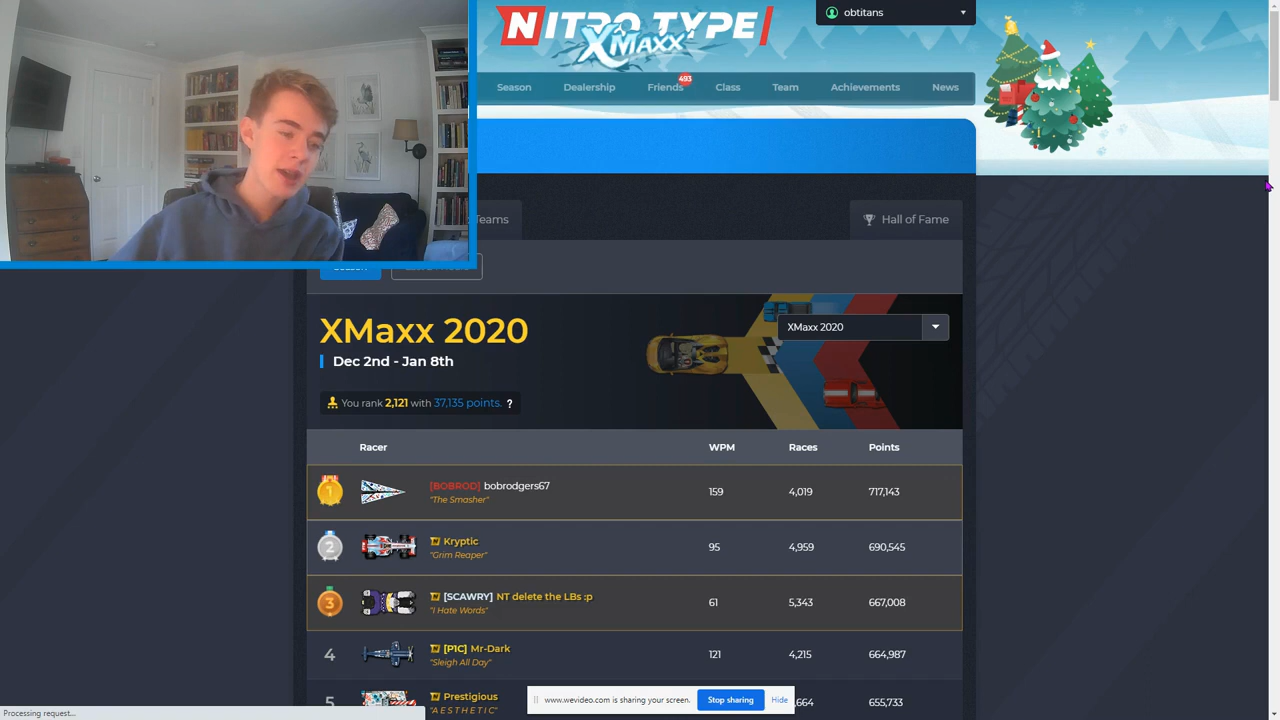 NITRO TYPE
XMAXX
obtitans
Season
Dealership
Friends
493
Class
Team
Achievements
News
Teams
Hall of Fame
XMaxx 2020
Dec 2nd - Jan 8th
XMaxx 2020
You rank 2,121 with 37,135 points. ?
Racer WPM Races Points
1 [BOBROD] bobrodgers67 159 4,019 717,143
"The Smasher"
2 Kryptic 95 4,959 690,545
"Grim Reaper"
3 [SCAWRY] NT delete the LBs :p 61 5,343 667,008
"I Hate Words"
4 [P1C] Mr-Dark 121 4,215 664,987
"Sleigh All Day"
5 Prestigious ,664 655,733
"A E S T H E T I C"
www.wevideo.com is sharing your screen. Stop sharing Hide
Processing request...